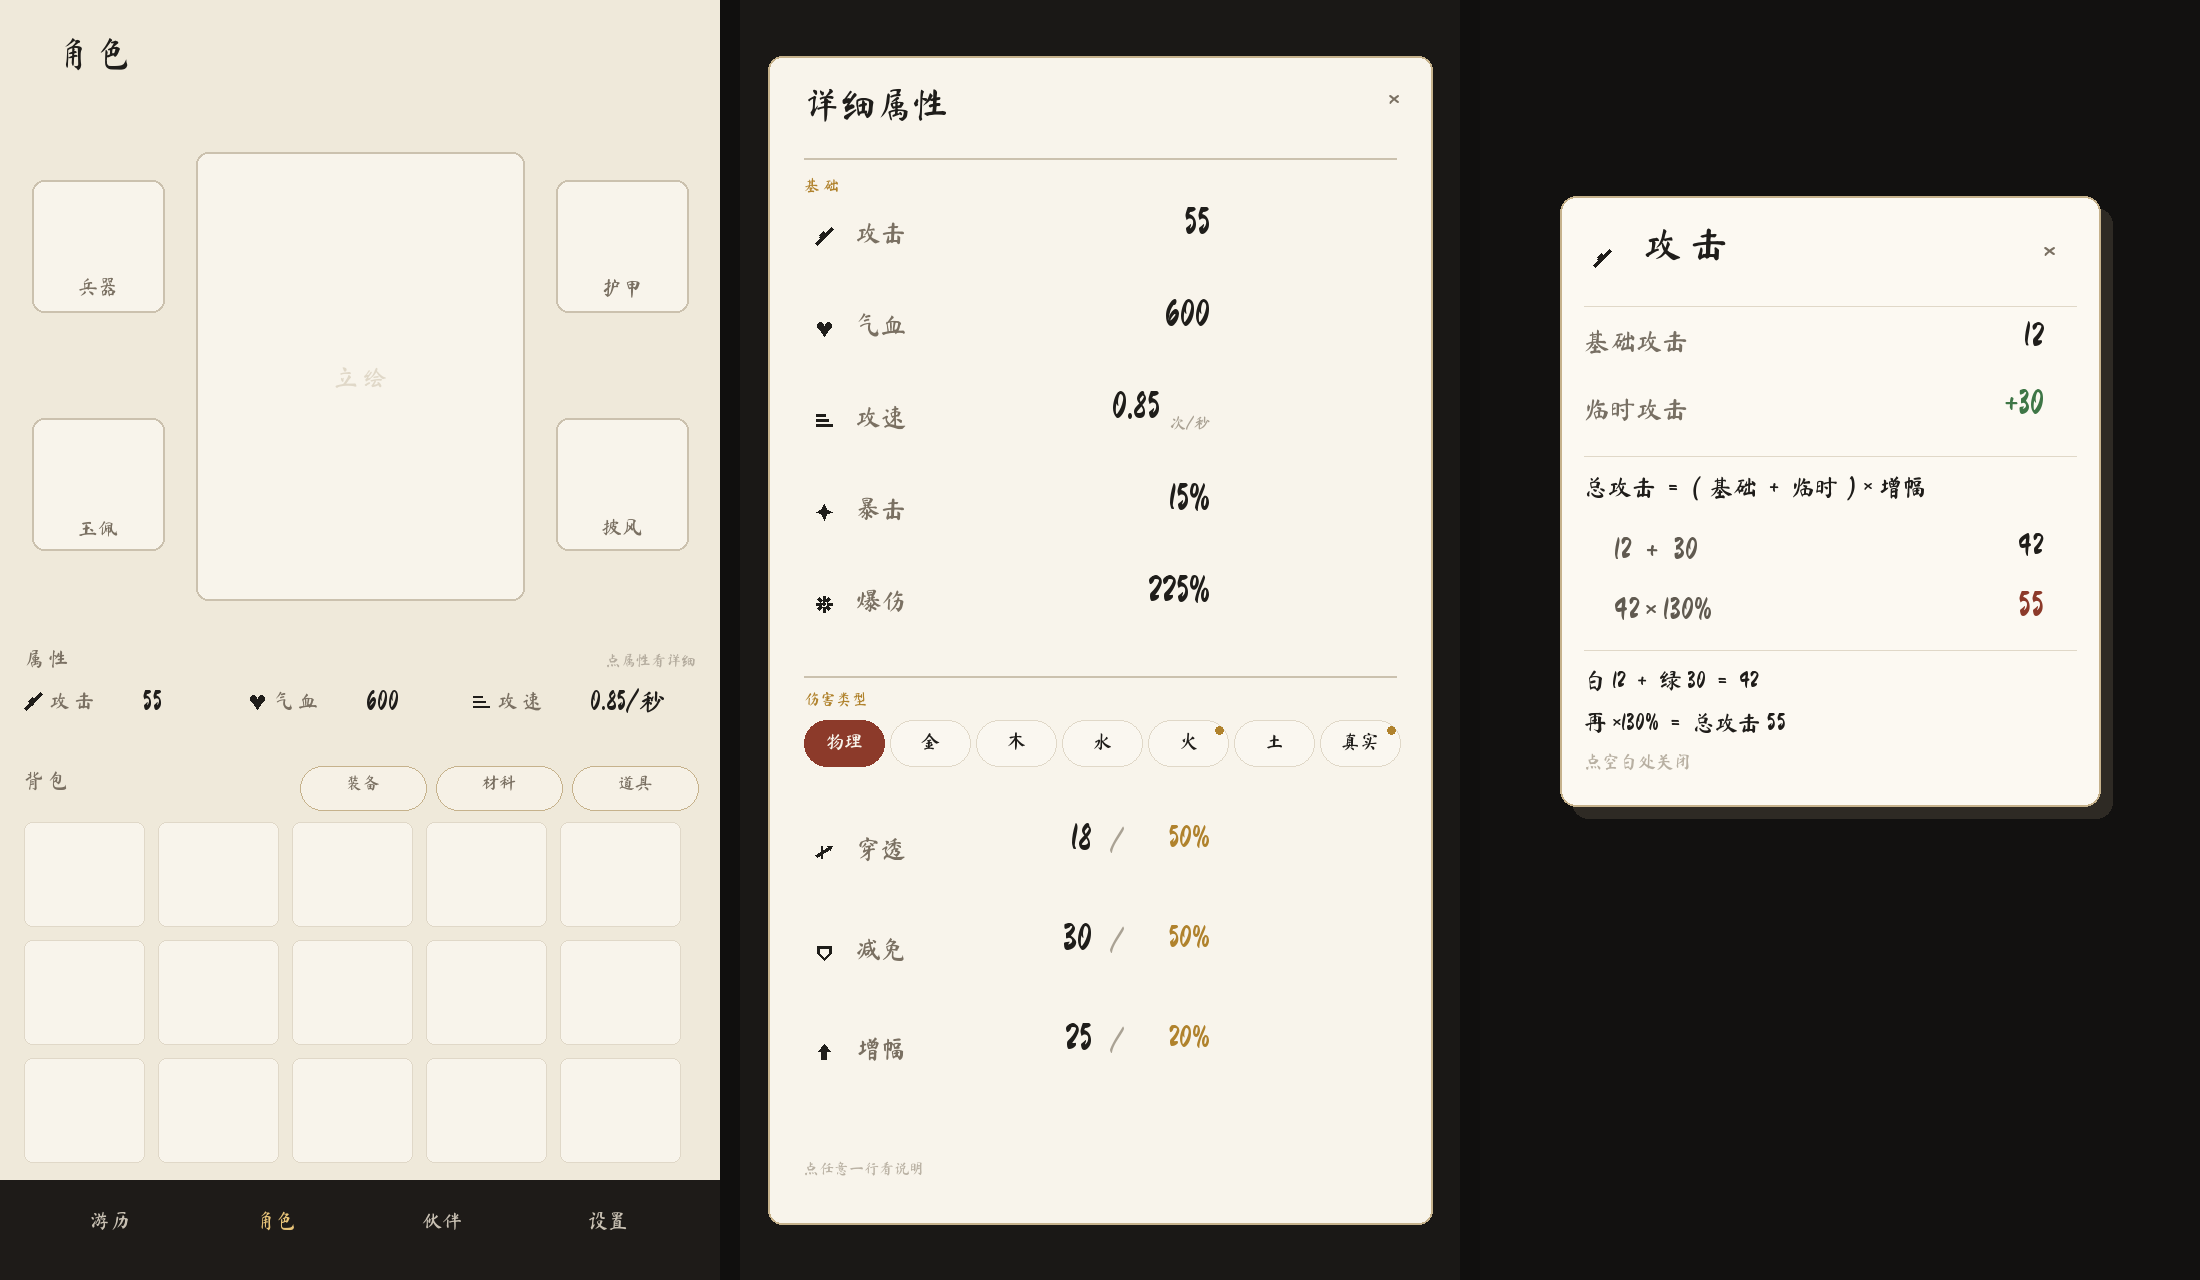 角色
兵器
护甲
立绘
玉佩
披风
属性
点属性看详细
攻击 55 气血 600 攻速 0.85/秒
背包 装备 材料 道具
游历 角色 伙伴 设置
详细属性 ×
基础
攻击 55
气血 600
攻速 0.85 次/秒
暴击 15%
爆伤 225%
伤害类型
物理 金 木 水 火 土 真实
穿透 18 / 50%
减免 30 / 50%
增幅 25 / 20%
点任意一行看说明
攻击 ×
基础攻击 12
临时攻击 +30
总攻击 = ( 基础 + 临时 ) × 增幅
12 + 30 42
42 × 130% 55
白 12 + 绿 30 = 42
再 ×130% = 总攻击 55
点空白处关闭